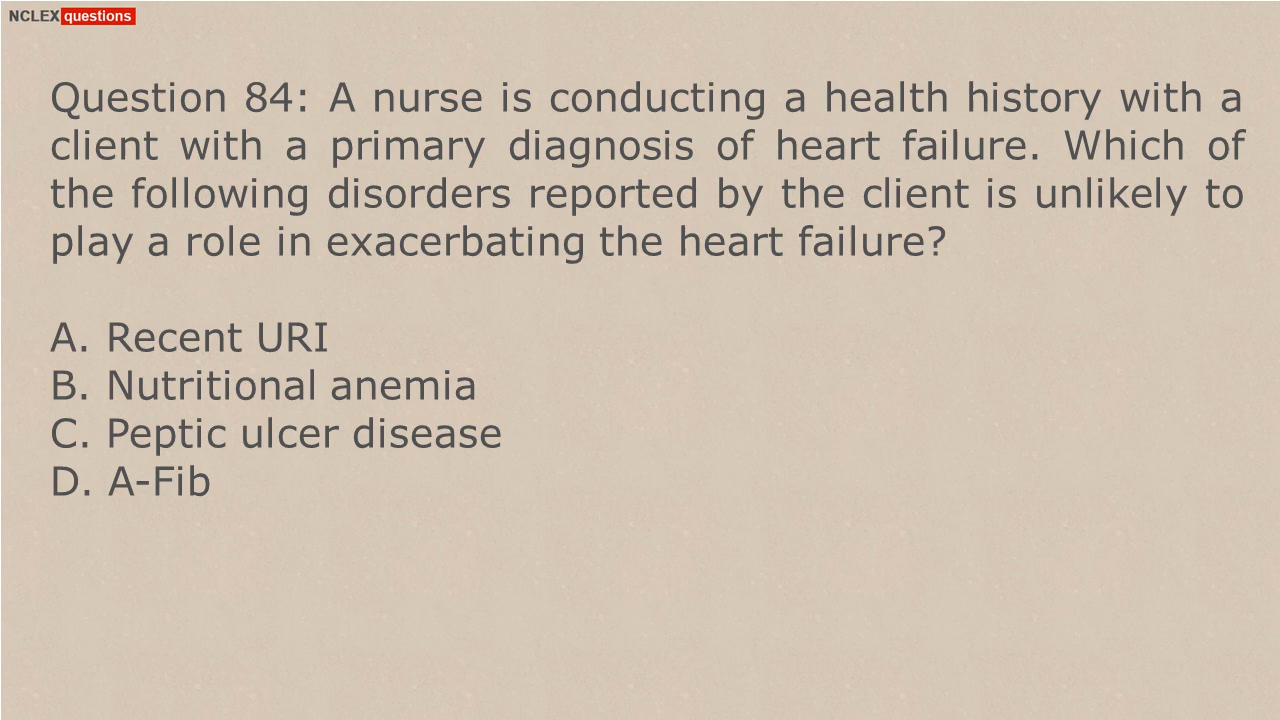 NCLEX questions
Question 84: A nurse is conducting a health history with a
client with a primary diagnosis of heart failure. Which of
the following disorders reported by the client is unlikely to
play a role in exacerbating the heart failure?
A. Recent URI
B. Nutritional anemia
C. Peptic ulcer disease
D. A-Fib